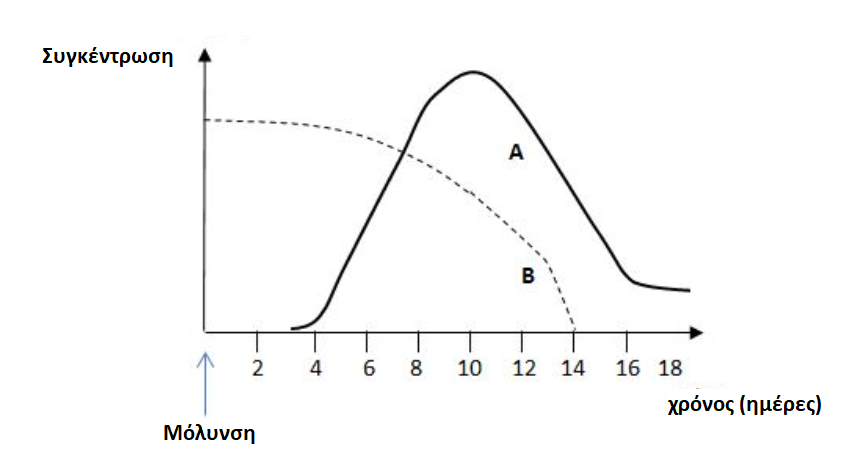 Συγκέντρωση
A
B
2 4 6 8 10 12 14 16 18
χρόνος (ημέρες)
Μόλυνση